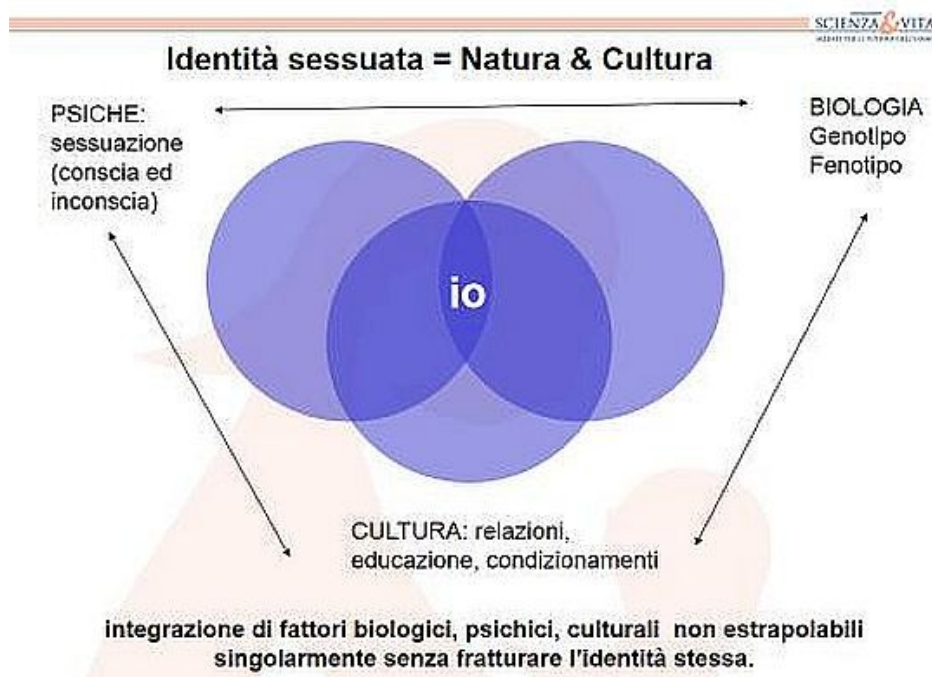 SCIENZA & VITA
Identità sessuata = Natura & Cultura
PSICHE:
sessuazione
(conscia ed
inconscia)
BIOLOGIA
Genotipo
Fenotipo
io
CULTURA: relazioni,
educazione, condizionamenti
integrazione di fattori biologici, psichici, culturali non estrapolabili
singolarmente senza fratturare l'identità stessa.